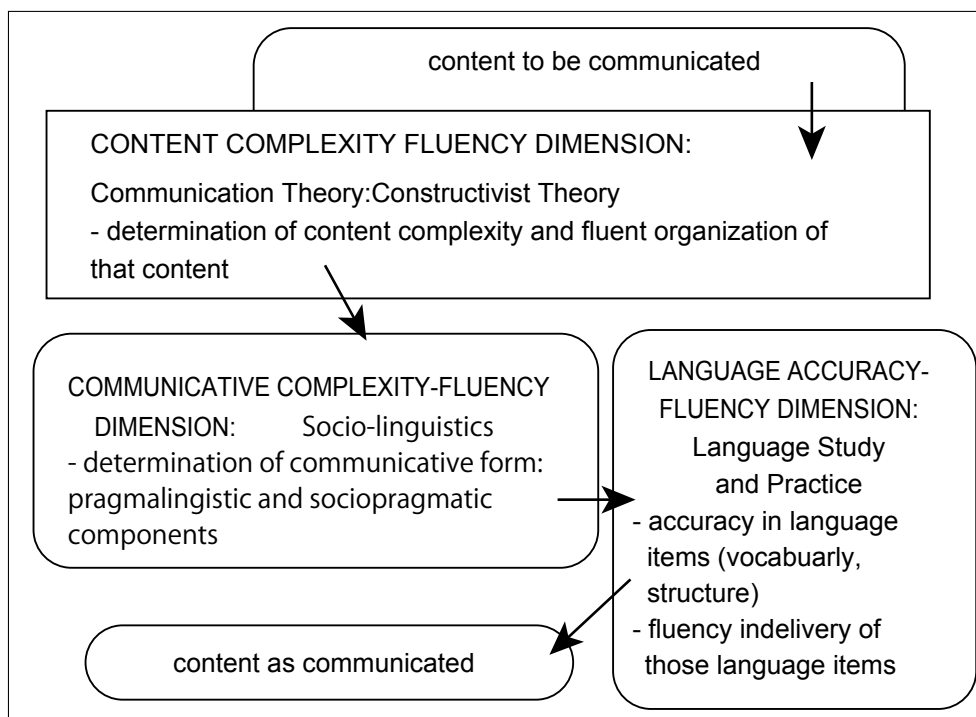 content to be communicated
CONTENT COMPLEXITY FLUENCY DIMENSION:
Communication Theory:Constructivist Theory
- determination of content complexity and fluent organization of
that content
COMMUNICATIVE COMPLEXITY-FLUENCY
DIMENSION: Socio-linguistics
- determination of communicative form:
pragmalingistic and sociopragmatic
components
LANGUAGE ACCURACY-
FLUENCY DIMENSION:
Language Study
and Practice
- accuracy in language
items (vocabuarly,
structure)
- fluency indelivery of
those language items
content as communicated